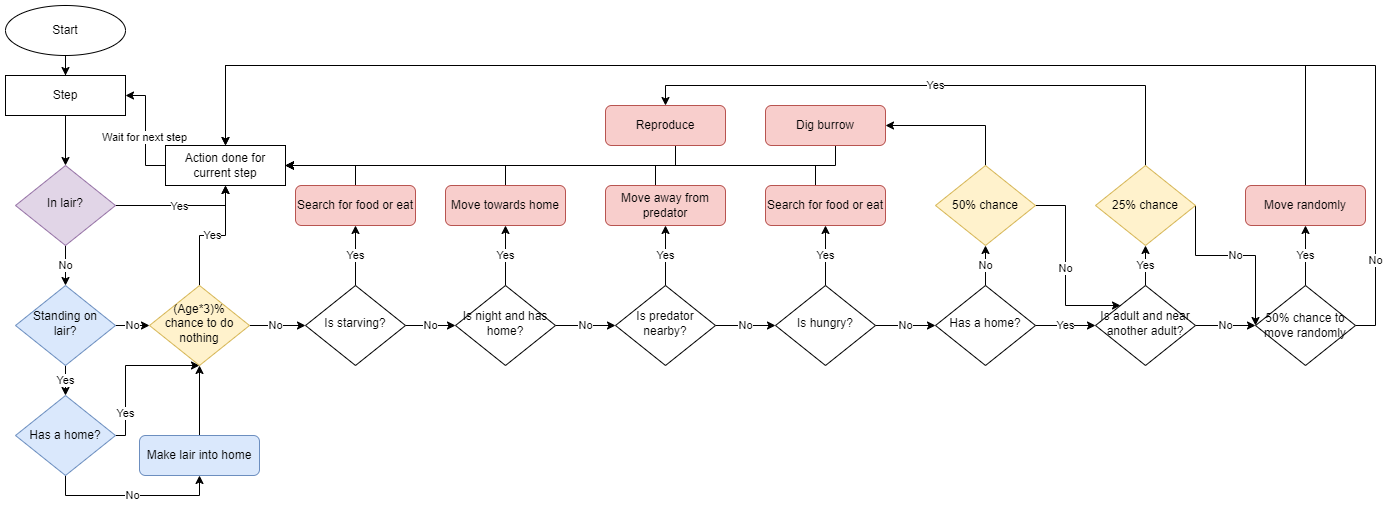 Start
Step
Wait for next step
Action done for
current step
Yes
Reproduce
Dig burrow
In lair?
Yes
Yes
Search for food or eat
Move towards home
Move away from
predator
Search for food or eat
50% chance
25% chance
Move randomly
No
Yes
Yes
Yes
Yes
No
No
Yes
No
Yes
No
Standing on
lair?
No
(Age*3)%
chance to do
nothing
No
Is starving?
No
Is night and has
home?
No
Is predator
nearby?
No
Is hungry?
No
Has a home?
Yes
Is adult and near
another adult?
No
50% chance to
move randomly
Yes
Has a home?
Yes
Make lair into home
No